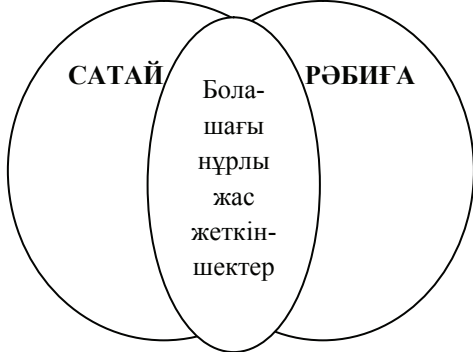 САТАЙ
РӘБИҒА
Бола-
шағы
нұрлы
жас
жеткін-
шектер